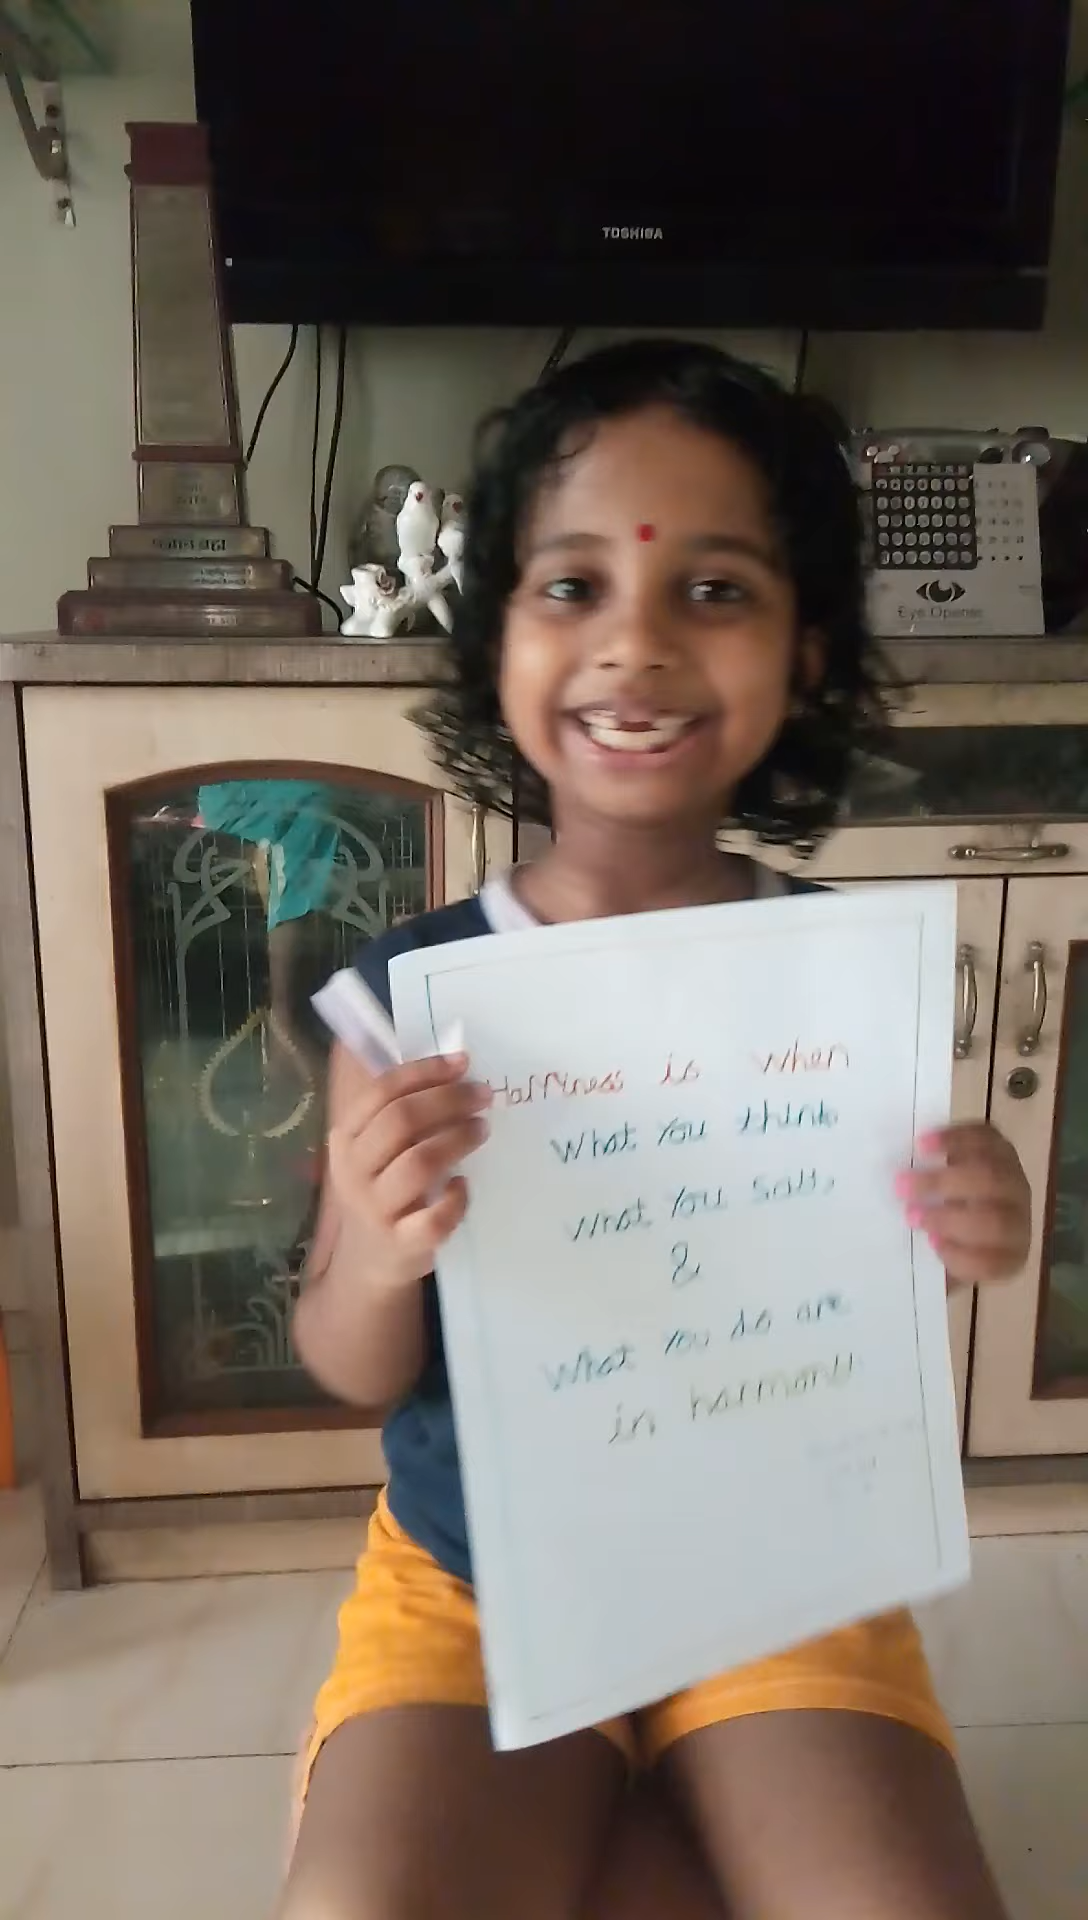 TOSHIBA
Eye Opener
Happiness is when
What you think
What you say,
&
What you do are
in harmony